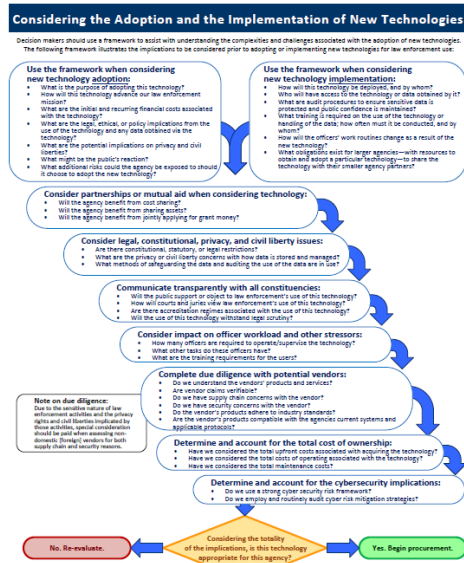 Considering the Adoption and the Implementation of New Technologies
Decision makers should use a framework to assist with understanding the complexities and challenges associated with the adoption of new technologies.
The following framework illustrates the implications to be considered prior to adopting or implementing new technologies for law enforcement use:
Use the framework when considering
new technology adoption:
• What is the purpose of adopting this technology?
• How will this technology advance our law enforcement
mission?
• What are the initial and recurring financial costs associated
with the technology?
• What are the legal, ethical, or policy implications from
the use of technology and any data obtained via the
technology?
• What are the potential implications on privacy and civil
liberties?
• What might be the public's reaction?
• What additional risks could the agency be exposed to should
it choose to adopt the new technology?
Use the framework when considering
new technology implementation:
• How will this technology be deployed, and by whom?
• Who will have access to the technology or data obtained by it?
• What are audit procedures to ensure sensitive data is
protected and public confidence is maintained?
• What training is required on the use of the technology or
handling of the data; how often must it be conducted, and by
whom?
• How will the officers' work routines change as a result of the
new technology?
• What obligations exist for larger agencies—with resources to
obtain and adopt a particular technology—to share the
technology with their smaller agency partners?
Consider partnerships or mutual aid when considering technology:
• Will the agency benefit from cost sharing?
• Will the agency benefit from sharing assets?
• Will the agency benefit from jointly applying for grant money?
Consider legal, constitutional, privacy, and civil liberty issues:
• Are there constitutional, statutory, or legal restrictions?
• What are the privacy or civil liberty concerns with how data is stored and managed?
• What methods of safeguarding the data and auditing the use of the data are in use?
Communicate transparently with all constituencies:
• Will the public support or object to law enforcement's use of this technology?
• How will courts and juries view law enforcement's use of this technology?
• Are there accreditation regimes associated with the use of this technology?
• Will the use of this technology withstand legal scrutiny?
Consider impact on officer workload and other stressors:
• How many officers are required to operate/supervise the technology?
• What other tasks do these officers have?
• What are the training requirements for the users?
Complete due diligence with potential vendors:
• Do we understand the vendors' products and services?
• Are vendor claims verifiable?
• Do we have supply chain concerns with the vendor?
• Do we have security concerns with the vendor?
• Do the vendor's products adhere to industry standards?
• Are the vendor's products compatible with the agencies current systems and
applicable protocols?
Note on due diligence:
Due to the sensitive nature of law
enforcement activities and the privacy
rights and civil liberties implicated by
those activities, special consideration
should be paid when assessing non-
domestic (foreign) vendors for both
supply chain and security reasons.
Determine and account for the total cost of ownership:
• Have we considered the total upfront costs associated with acquiring the technology?
• Have we considered the total costs of operating associated with the technology?
• Have we considered the total maintenance costs?
Determine and account for the cybersecurity implications:
• Do we use a strong cyber security risk framework?
• Do we employ and routinely audit cyber risk mitigation strategies?
No. Re-evaluate.
Considering the totality
of the implications, is this technology
appropriate for this agency?
Yes. Begin procurement.